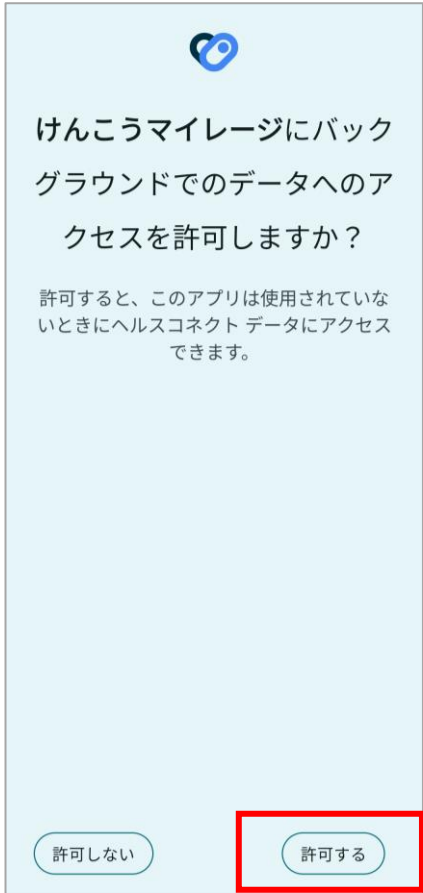 けんこうマイレージにバック
グラウンドでのデータへのア
クセスを許可しますか？
許可すると、このアプリは使用されていな
いときにヘルスコネクト データにアクセス
できます。
許可しない
許可する